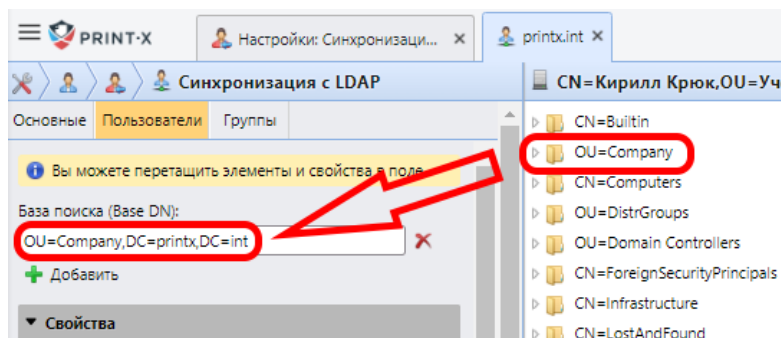 PRINT-X
Настройки: Синхронизаци...
printx.int
Синхронизация с LDAP
Основные Пользователи Группы
Вы можете перетащить элементы и свойства в поле
База поиска (Base DN):
OU=Company,DC=printx,DC=int
Добавить
Свойства
CN=Кирилл Крюк,OU=Уч
CN=Builtin
OU=Company
CN=Computers
OU=DistrGroups
OU=Domain Controllers
CN=ForeignSecurityPrincipals
CN=Infrastructure
CN=LostAndFound